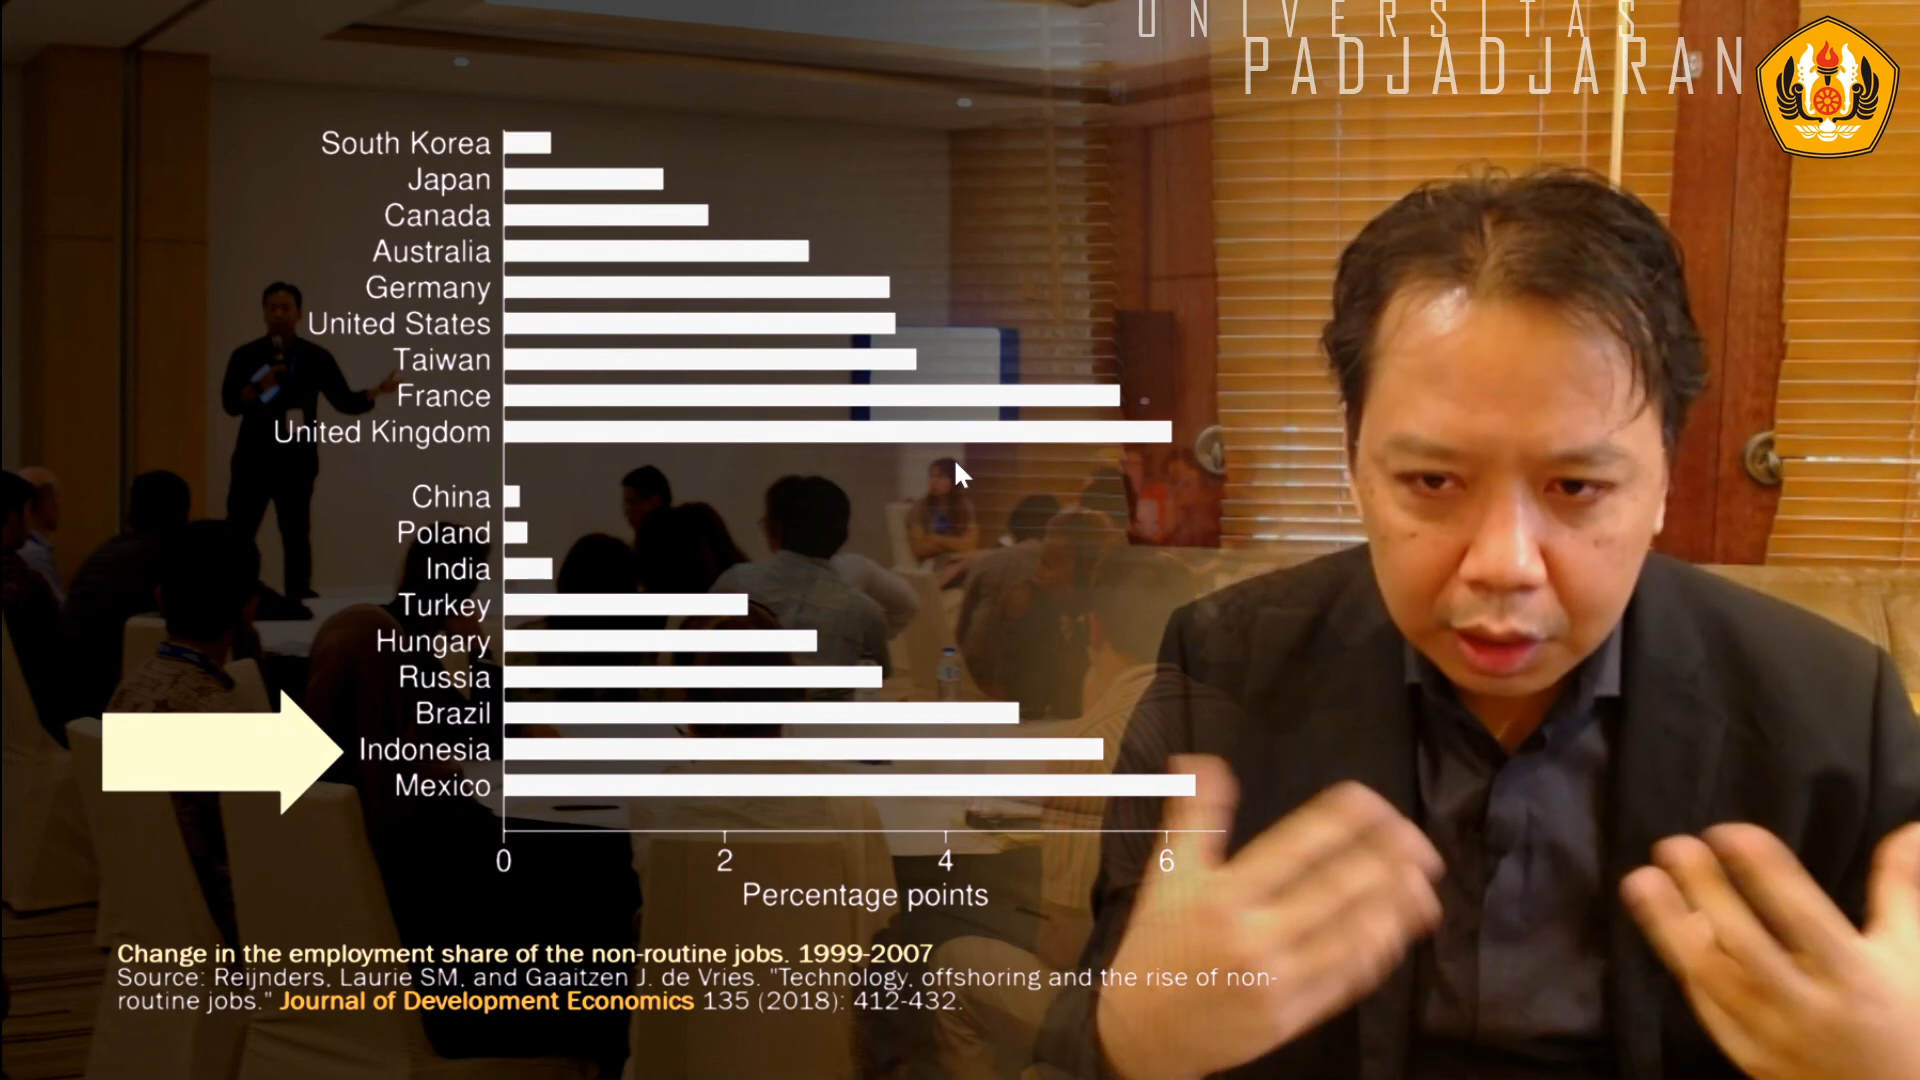 UNIVERSITAS
PADJADJARAN
South Korea
Japan
Canada
Australia
Germany
United States
Taiwan
France
United Kingdom
China
Poland
India
Turkey
Hungary
Russia
Brazil
Indonesia
Mexico
0 2 4 6
Percentage points
Change in the employment share of the non-routine jobs. 1999-2007
Source: Reijnders, Laurie SM, and Gaaitzen J. de Vries. "Technology, offshoring and the rise of non-
routine jobs." Journal of Development Economics 135 (2018): 412-432.